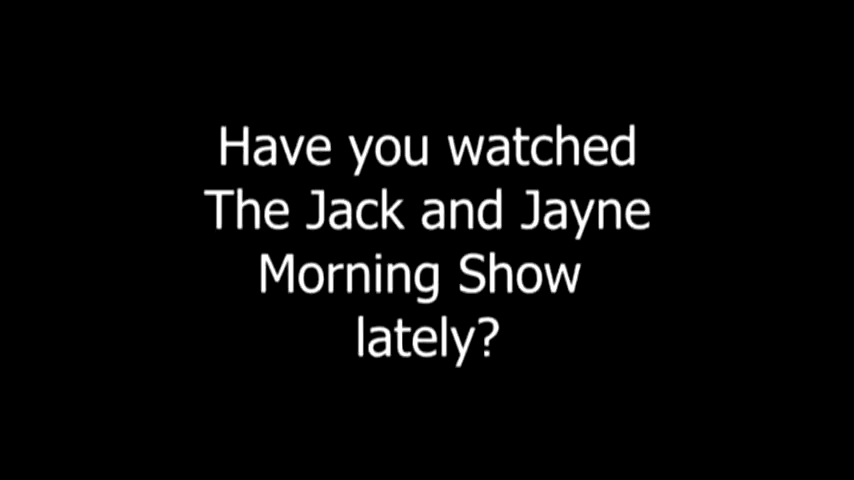 Have you watched
The Jack and Jayne
Morning Show
lately?